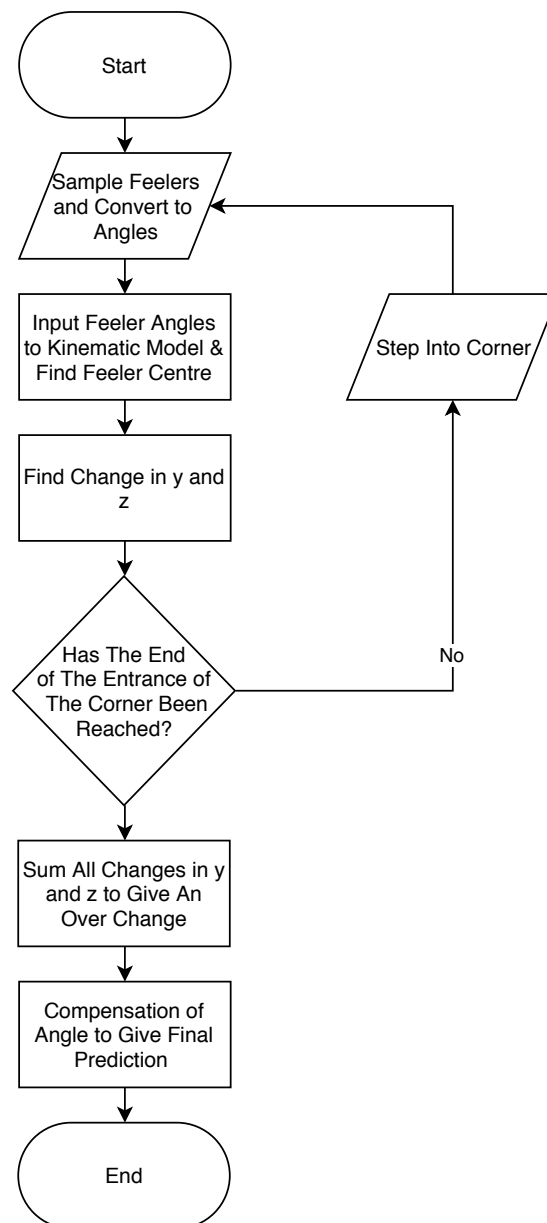 Start
Sample Feelers
and Convert to
Angles
Input Feeler Angles
to Kinematic Model &
Find Feeler Centre
Step Into Corner
Find Change in y and
z
Has The End
of The Entrance of
The Corner Been
Reached?
No
Sum All Changes in y
and z to Give An
Over Change
Compensation of
Angle to Give Final
Prediction
End